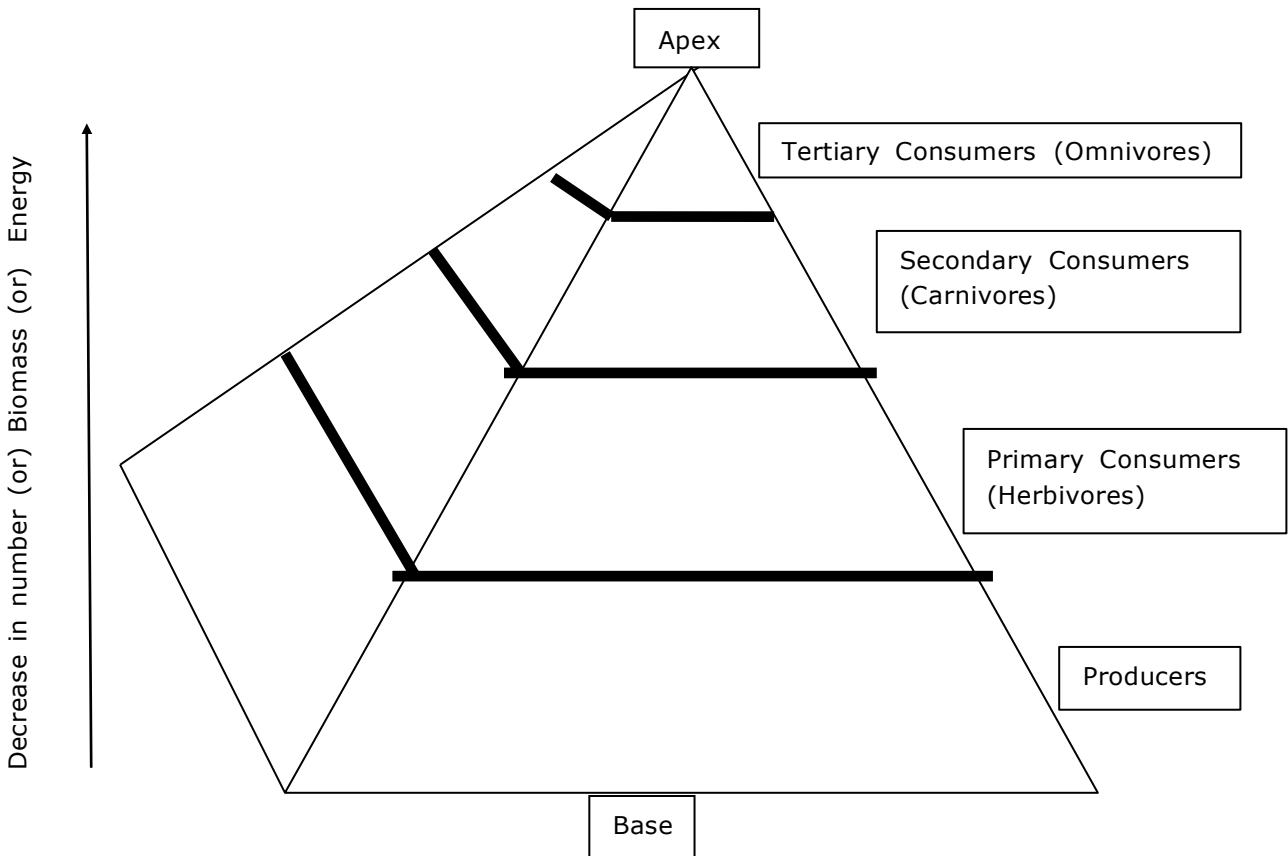 Apex
Tertiary Consumers (Omnivores)
Secondary Consumers
(Carnivores)
Primary Consumers
(Herbivores)
Producers
Base
Decrease in number (or) Biomass (or) Energy